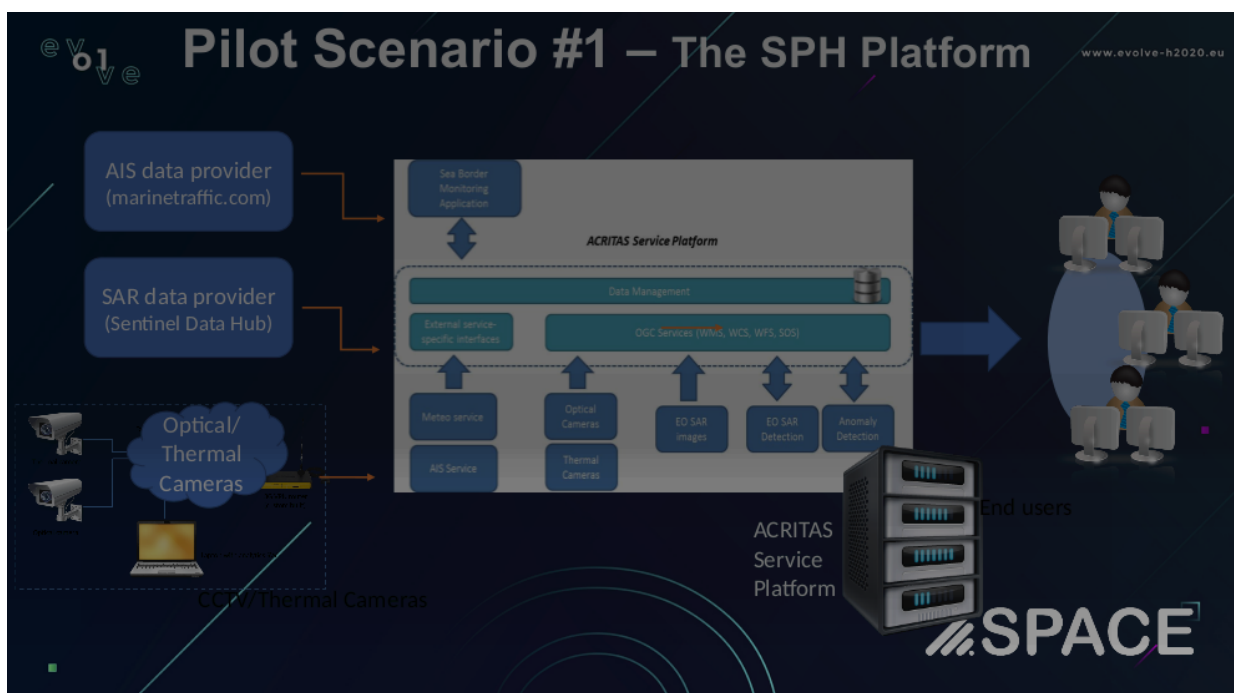 evolve
Pilot Scenario #1 – The SPH Platform
www.evolve-h2020.eu
AIS data provider
(marinetraffic.com)
SAR data provider
(Sentinel Data Hub)
Optical/
Thermal
Cameras
CCTV/Thermal Cameras
Sea Border
Monitoring
Application
ACRITAS Service Platform
Data Management
External service-
specific interfaces
OGC Services (WMS, WCS, WFS, SOS)
Meteo service
AIS Service
Optical
Cameras
Thermal
Cameras
EO SAR
images
EO SAR
Detection
Anomaly
Detection
ACRITAS
Service
Platform
End users
SPACE